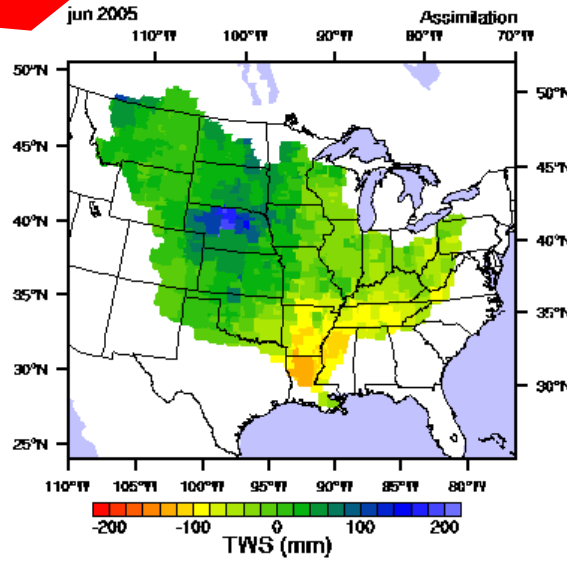 jun 2005 Assimilation
110°W 100°W 90°W 80°W 70°W
50°N 50°N
45°N 45°N
40°N 40°N
35°N 35°N
30°N 30°N
25°N
110°W 105°W 100°W 95°W 90°W 85°W 80°W
-200 -100 0 100 200
TWS (mm)